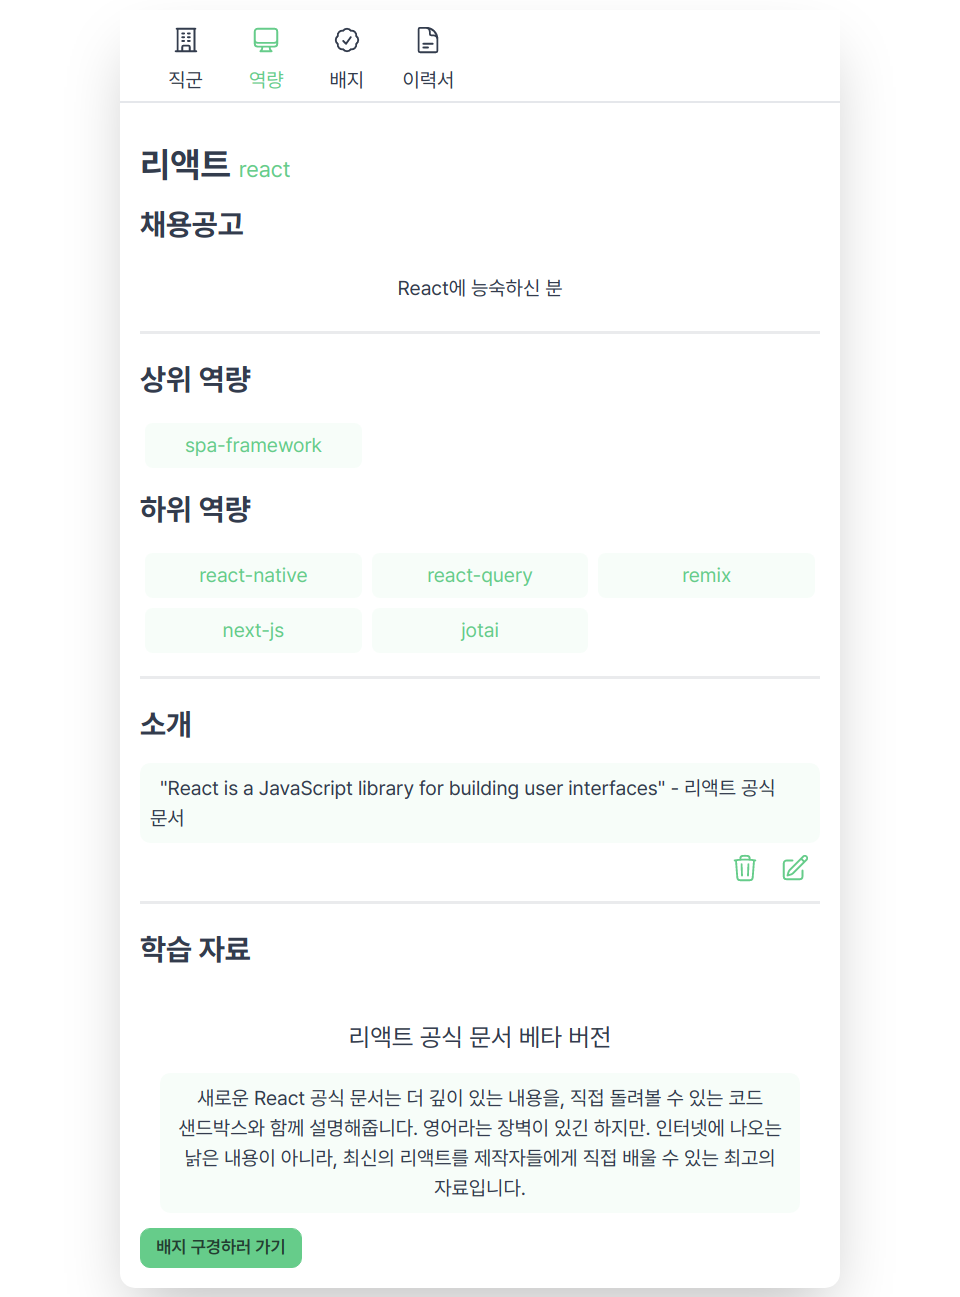 직군
역량
배지
이력서
리액트 react
채용공고
React에 능숙하신 분
상위 역량
spa-framework
하위 역량
react-native
react-query
remix
next-js
jotai
소개
"React is a JavaScript library for building user interfaces" - 리액트 공식
문서
학습 자료
리액트 공식 문서 베타 버전
새로운 React 공식 문서는 더 깊이 있는 내용을, 직접 돌려볼 수 있는 코드
샌드박스와 함께 설명해줍니다. 영어라는 장벽이 있긴 하지만. 인터넷에 나오는
낡은 내용이 아니라, 최신의 리액트를 제작자들에게 직접 배울 수 있는 최고의
자료입니다.
배지 구경하러 가기